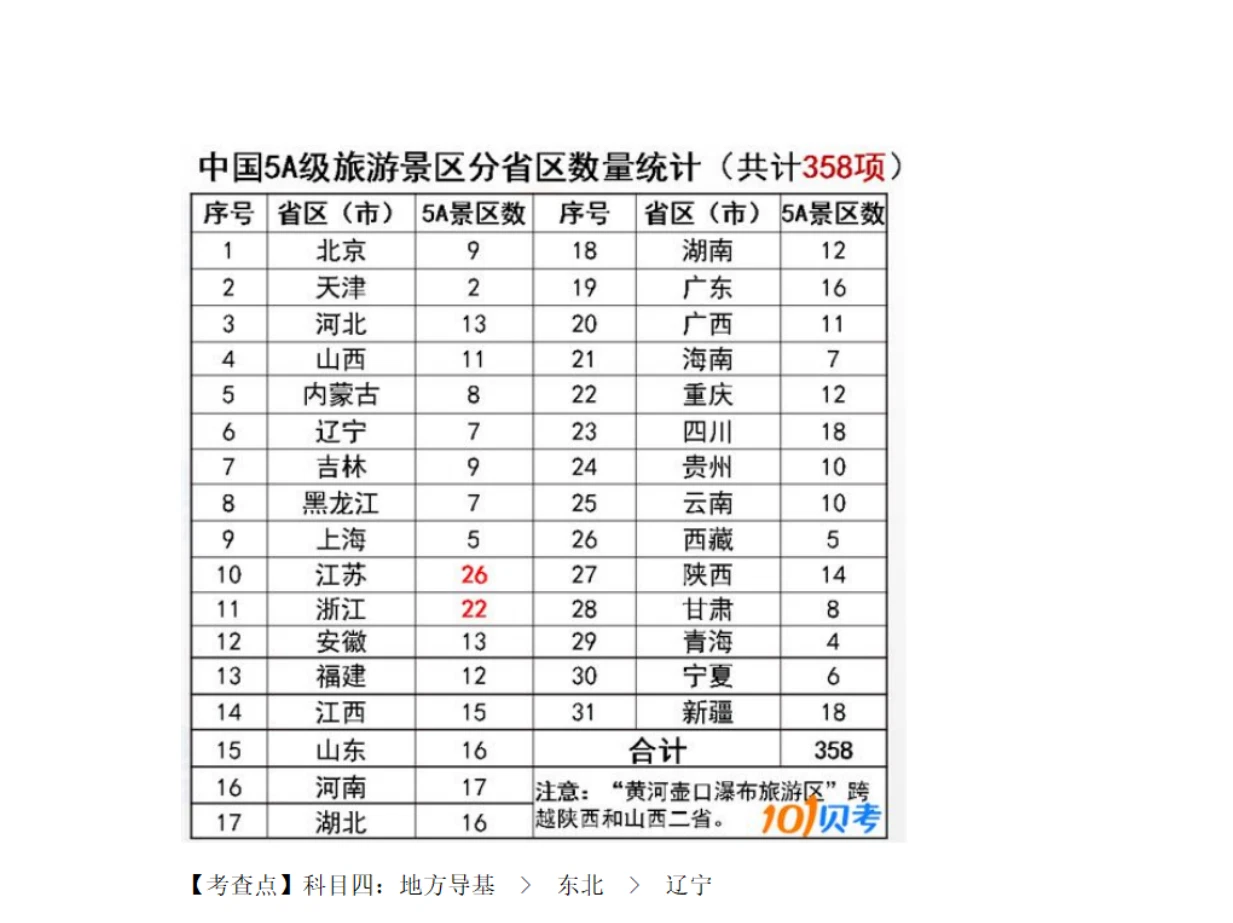 中国5A级旅游景区分省区数量统计（共计358项）
序号 省区（市） 5A景区数 序号 省区（市） 5A景区数
1 北京 9 18 湖南 12
2 天津 2 19 广东 16
3 河北 13 20 广西 11
4 山西 11 21 海南 7
5 内蒙古 8 22 重庆 12
6 辽宁 7 23 四川 18
7 吉林 9 24 贵州 10
8 黑龙江 7 25 云南 10
9 上海 5 26 西藏 5
10 江苏 26 27 陕西 14
11 浙江 22 28 甘肃 8
12 安徽 13 29 青海 4
13 福建 12 30 宁夏 6
14 江西 15 31 新疆 18
15 山东 16 合计 358
16 河南 17 注意：“黄河壶口瀑布旅游区”跨
17 湖北 16 越陕西和山西二省。 101贝考
【考查点】科目四：地方导基 > 东北 > 辽宁